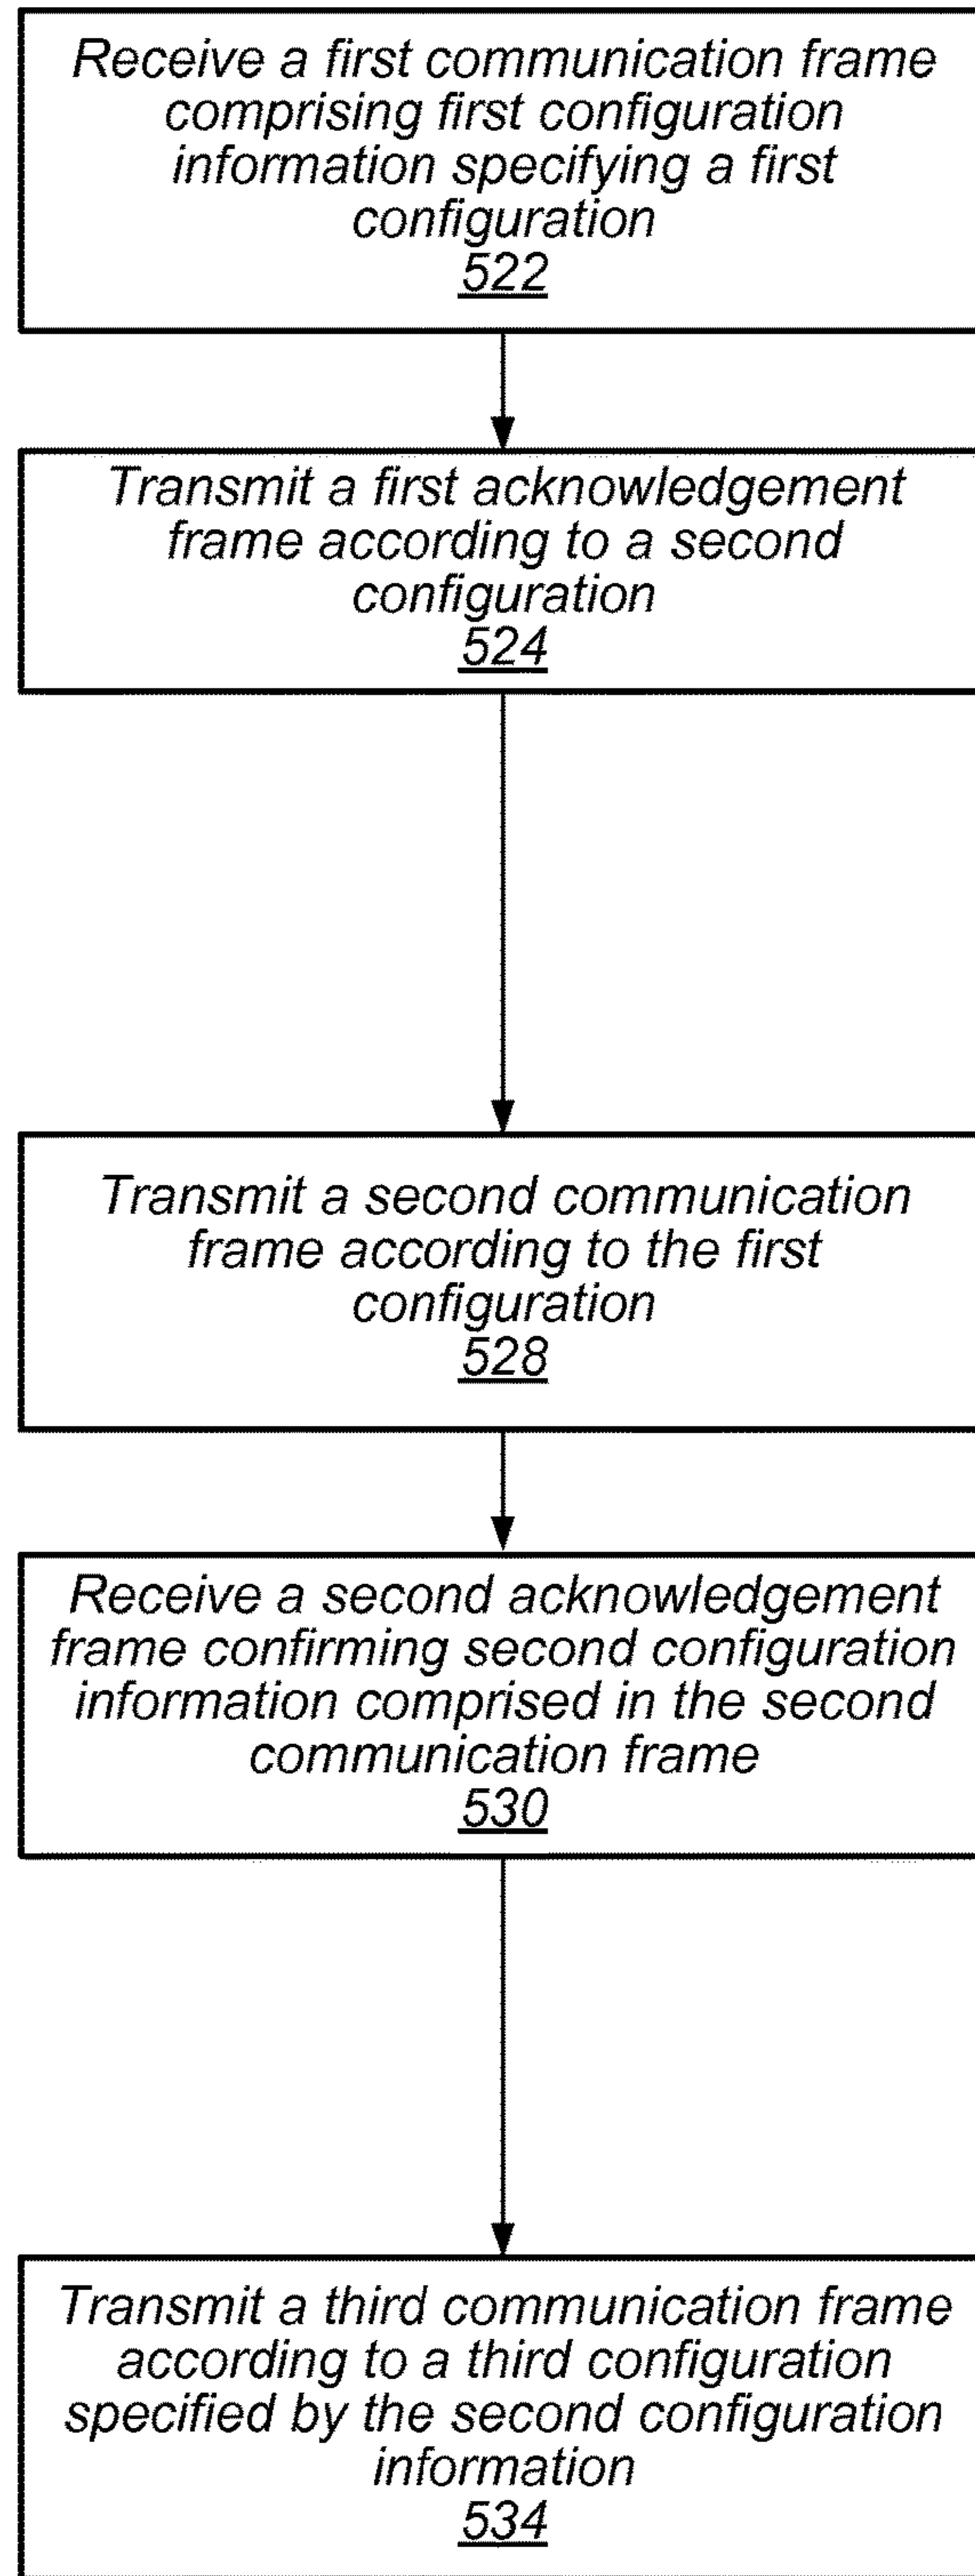 Receive a first communication frame
comprising first configuration
information specifying a first
configuration
522
Transmit a first acknowledgement
frame according to a second
configuration
524
Transmit a second communication
frame according to the first
configuration
528
Receive a second acknowledgement
frame confirming second configuration
information comprised in the second
communication frame
530
Transmit a third communication frame
according to a third configuration
specified by the second configuration
information
534